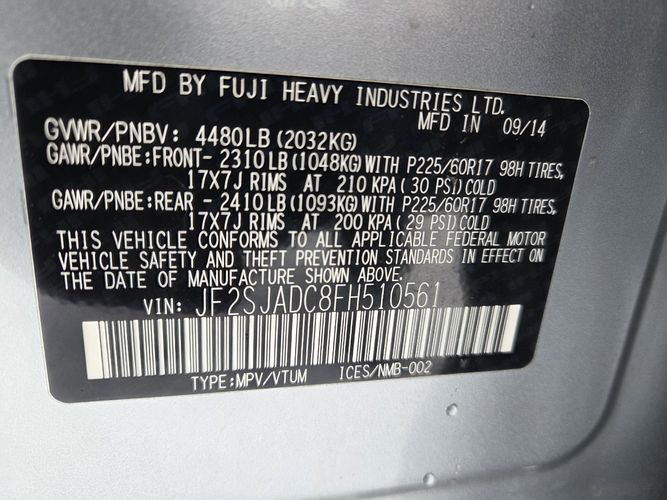 MFD BY FUJI HEAVY INDUSTRIES LTD.
MFD IN 09/14
GVWR/PNBV: 4480LB (2032KG)
GAWR/PNBE:FRONT- 2310LB (1048KG) WITH P225/60R17 98H TIRES,
17X7J RIMS AT 210 KPA( 30 PSI) COLD
GAWR/PNBE:REAR - 2410LB (1093KG) WITH P225/60R17 98H TIRES,
17X7J RIMS AT 200 KPA( 29 PSI) COLD
THIS VEHICLE CONFORMS TO ALL APPLICABLE FEDERAL MOTOR
VEHICLE SAFETY AND THEFT PREVENTION STANDARDS IN EFFECT ON
THE DATE OF MANUFACTURE SHOWN ABOVE.
VIN: JF2SJADC8FH510561
TYPE:MPV/VTUM ICES/NMB-002